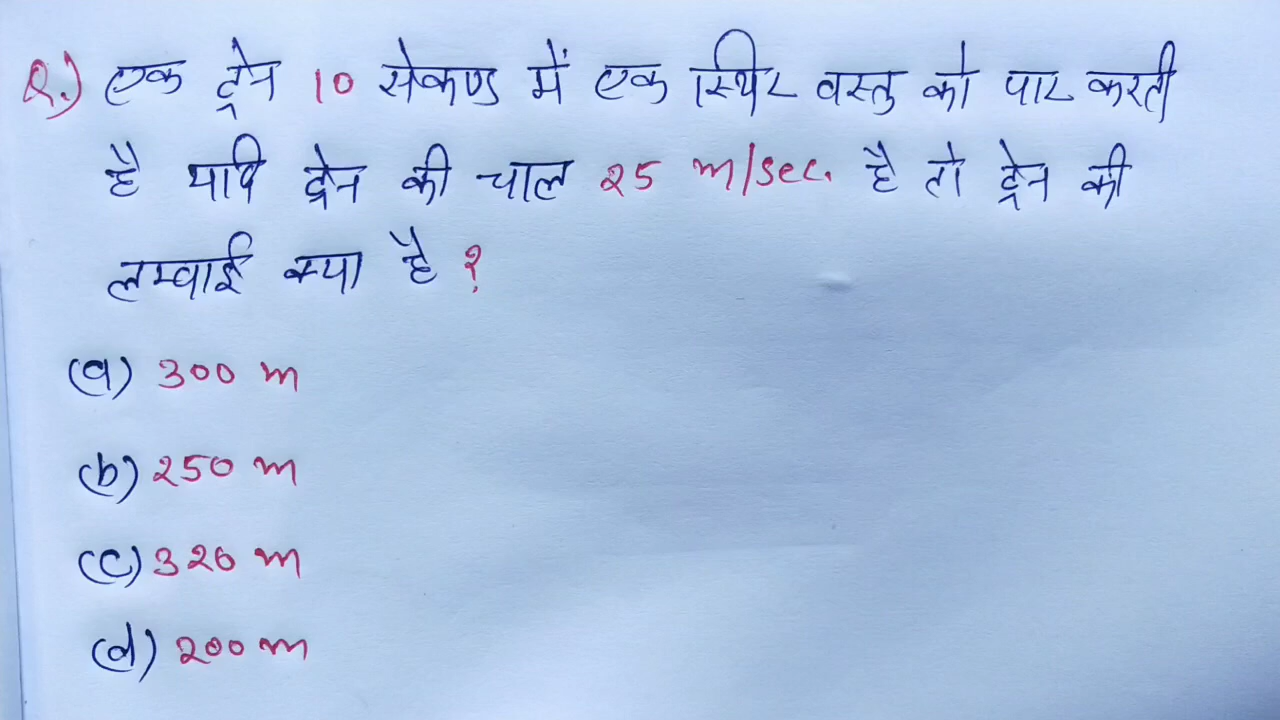 Q.) एक ट्रेन 10 सेकण्ड में एक स्थिर वस्तु को पार करती
है यदि ट्रेन की चाल 25 m/sec. है तो ट्रेन की
लम्बाई क्या है ?
(a) 300 m
(b) 250 m
(c) 320 m
(d) 200 m